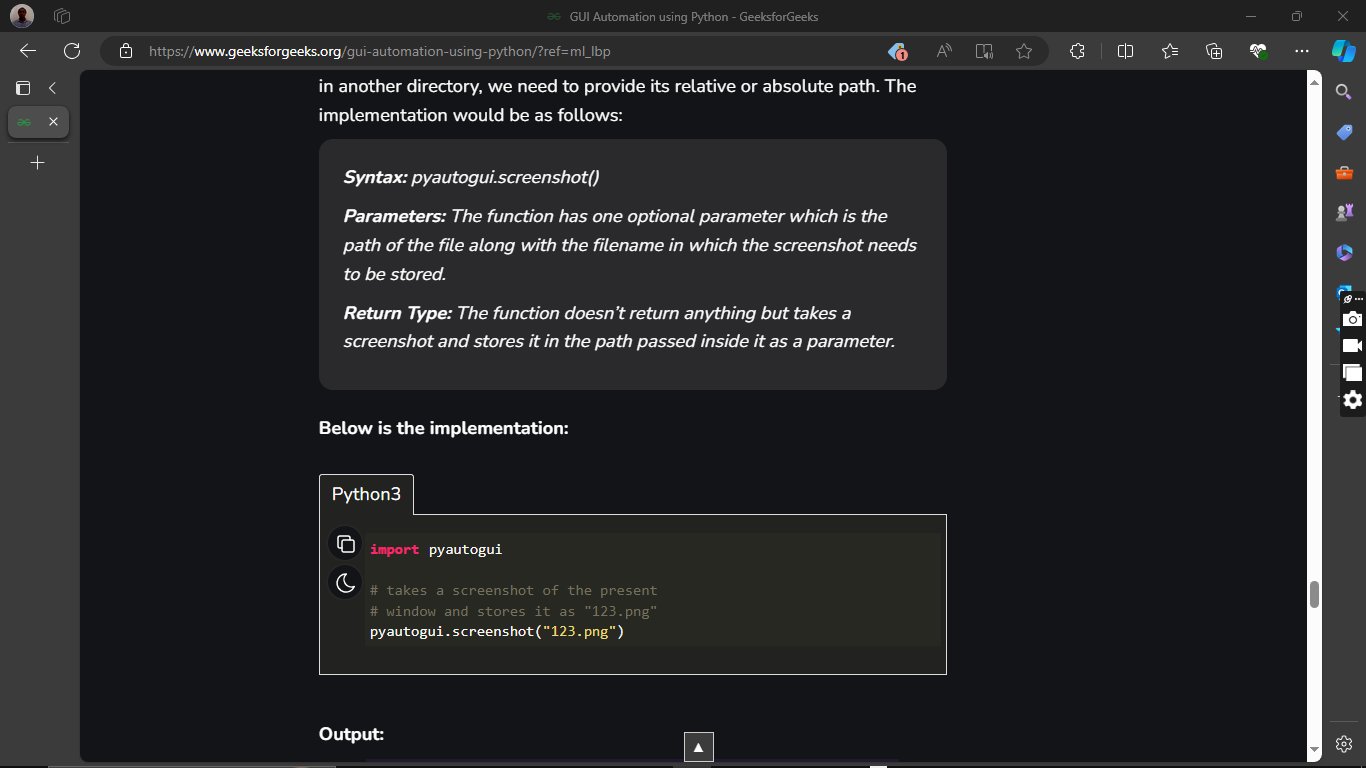 GUI Automation using Python - GeeksforGeeks
https://www.geeksforgeeks.org/gui-automation-using-python/?ref=ml_lbp
1
in another directory, we need to provide its relative or absolute path. The
implementation would be as follows:
Syntax: pyautogui.screenshot()
Parameters: The function has one optional parameter which is the
path of the file along with the filename in which the screenshot needs
to be stored.
Return Type: The function doesn’t return anything but takes a
screenshot and stores it in the path passed inside it as a parameter.
Below is the implementation:
Python3
import pyautogui
# takes a screenshot of the present
# window and stores it as "123.png"
pyautogui.screenshot("123.png")
Output: